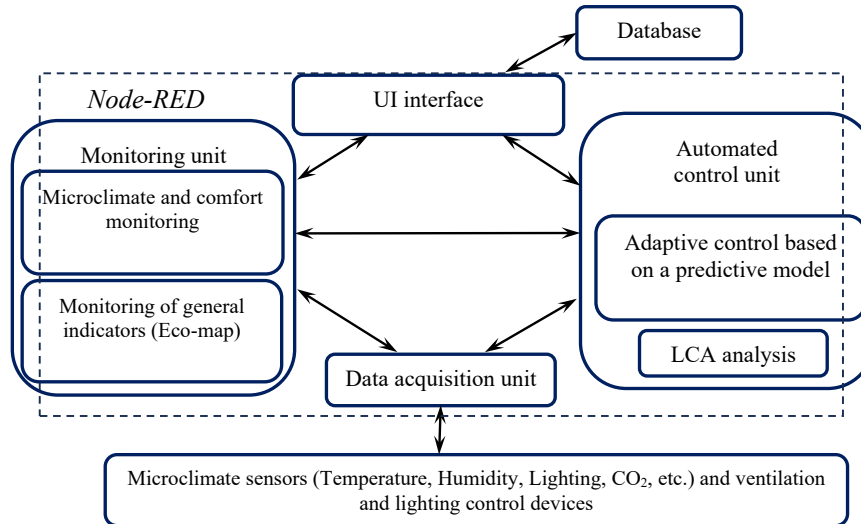 Database
Node-RED
UI interface
Monitoring unit
Microclimate and comfort
monitoring
Monitoring of general
indicators (Eco-map)
Automated
control unit
Adaptive control based
on a predictive model
LCA analysis
Data acquisition unit
Microclimate sensors (Temperature, Humidity, Lighting, CO₂, etc.) and ventilation
and lighting control devices